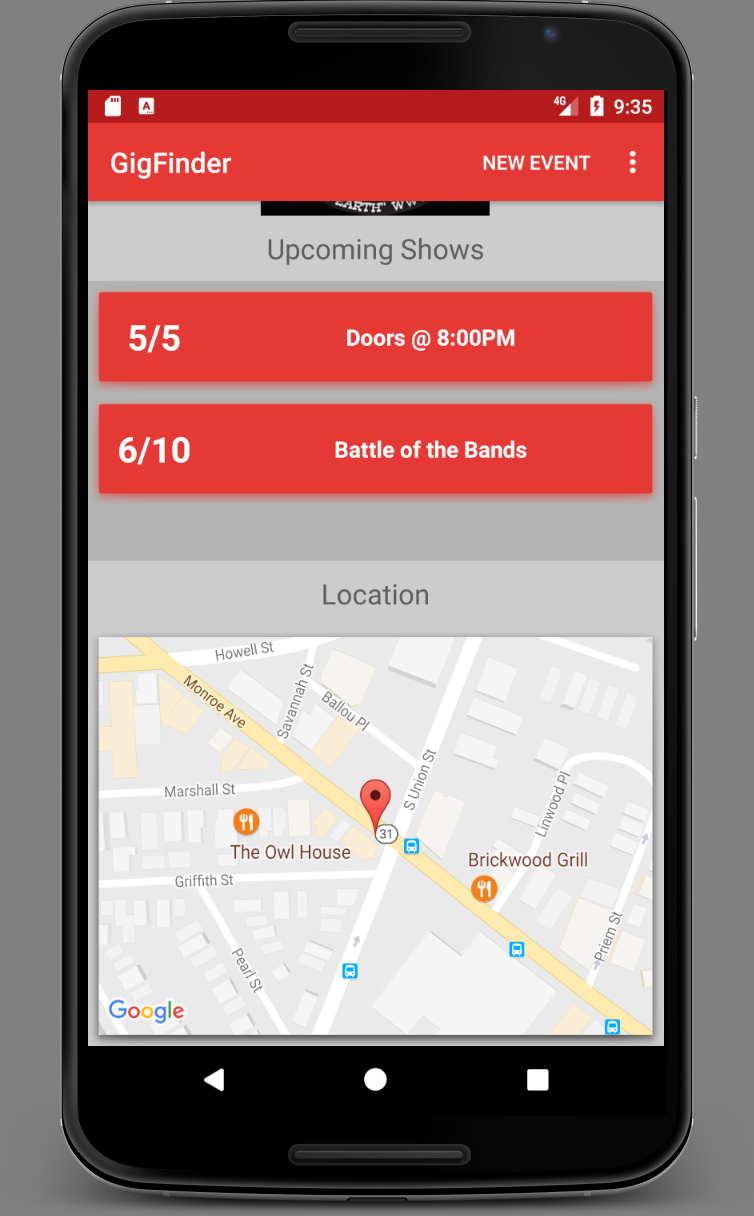 4G 9:35
GigFinder NEW EVENT
EARTH" WW
Upcoming Shows
5/5 Doors @ 8:00PM
6/10 Battle of the Bands
Location
Howell St
Monroe Ave
Savannah St
Ballou Pl
S Union St
Marshall St
Linwood Pl
31
The Owl House
Brickwood Grill
Griffith St
Priem St
Pearl St
Google